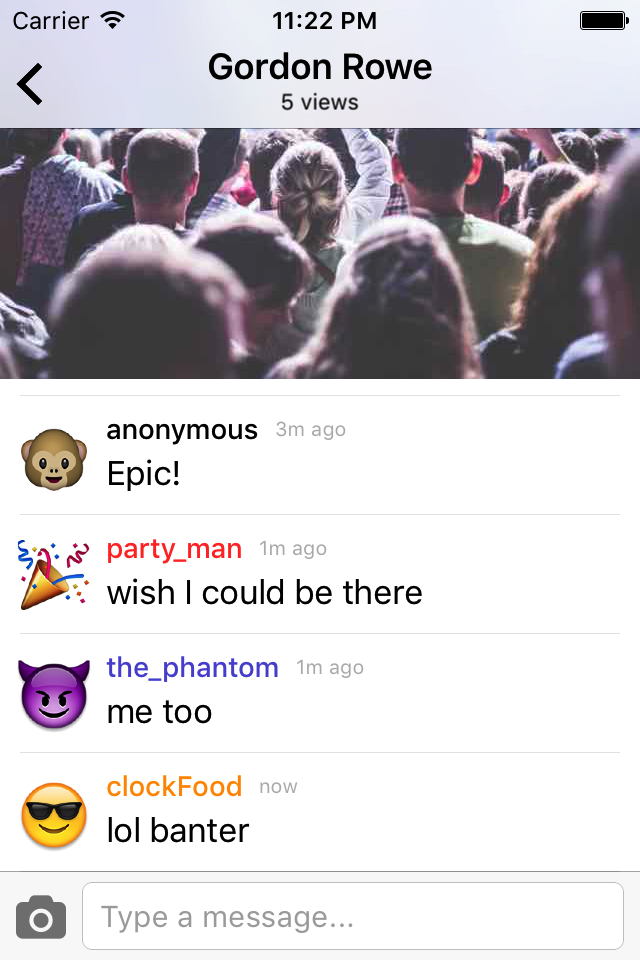 Carrier 11:22 PM
Gordon Rowe
5 views
anonymous 3m ago
Epic!
party_man 1m ago
wish I could be there
the_phantom 1m ago
me too
clockFood now
lol banter
Type a message...